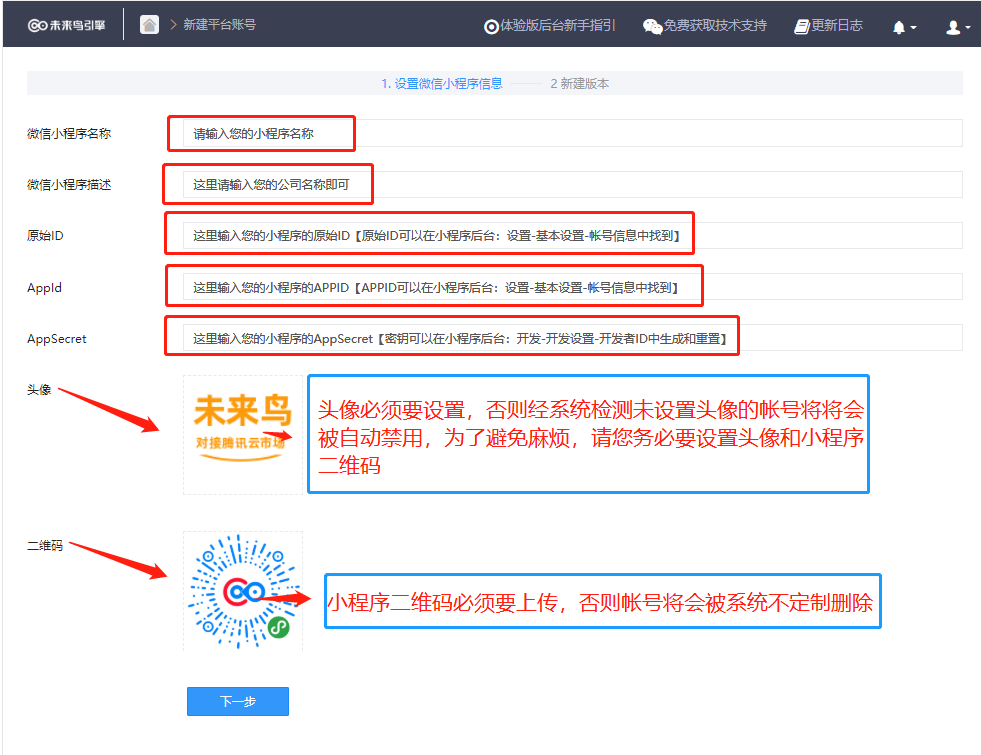 未来鸟引擎 新建平台账号 体验版后台新手指引 免费获取技术支持 更新日志
1. 设置微信小程序信息 2 新建版本
微信小程序名称 请输入您的小程序名称
微信小程序描述 这里请输入您的公司名称即可
原始ID 这里输入您的小程序的原始ID【原始ID可以在小程序后台：设置-基本设置-帐号信息中找到】
AppId 这里输入您的小程序的APPID【APPID可以在小程序后台：设置-基本设置-帐号信息中找到】
AppSecret 这里输入您的小程序的AppSecret【密钥可以在小程序后台：开发-开发设置-开发者ID中生成和重置】
头像
未来鸟
对接腾讯云市场
头像必须要设置，否则经系统检测未设置头像的帐号将将会
被自动禁用，为了避免麻烦，请您务必要设置头像和小程序
二维码
二维码
小程序二维码必须要上传，否则帐号将会被系统不定制删除
下一步